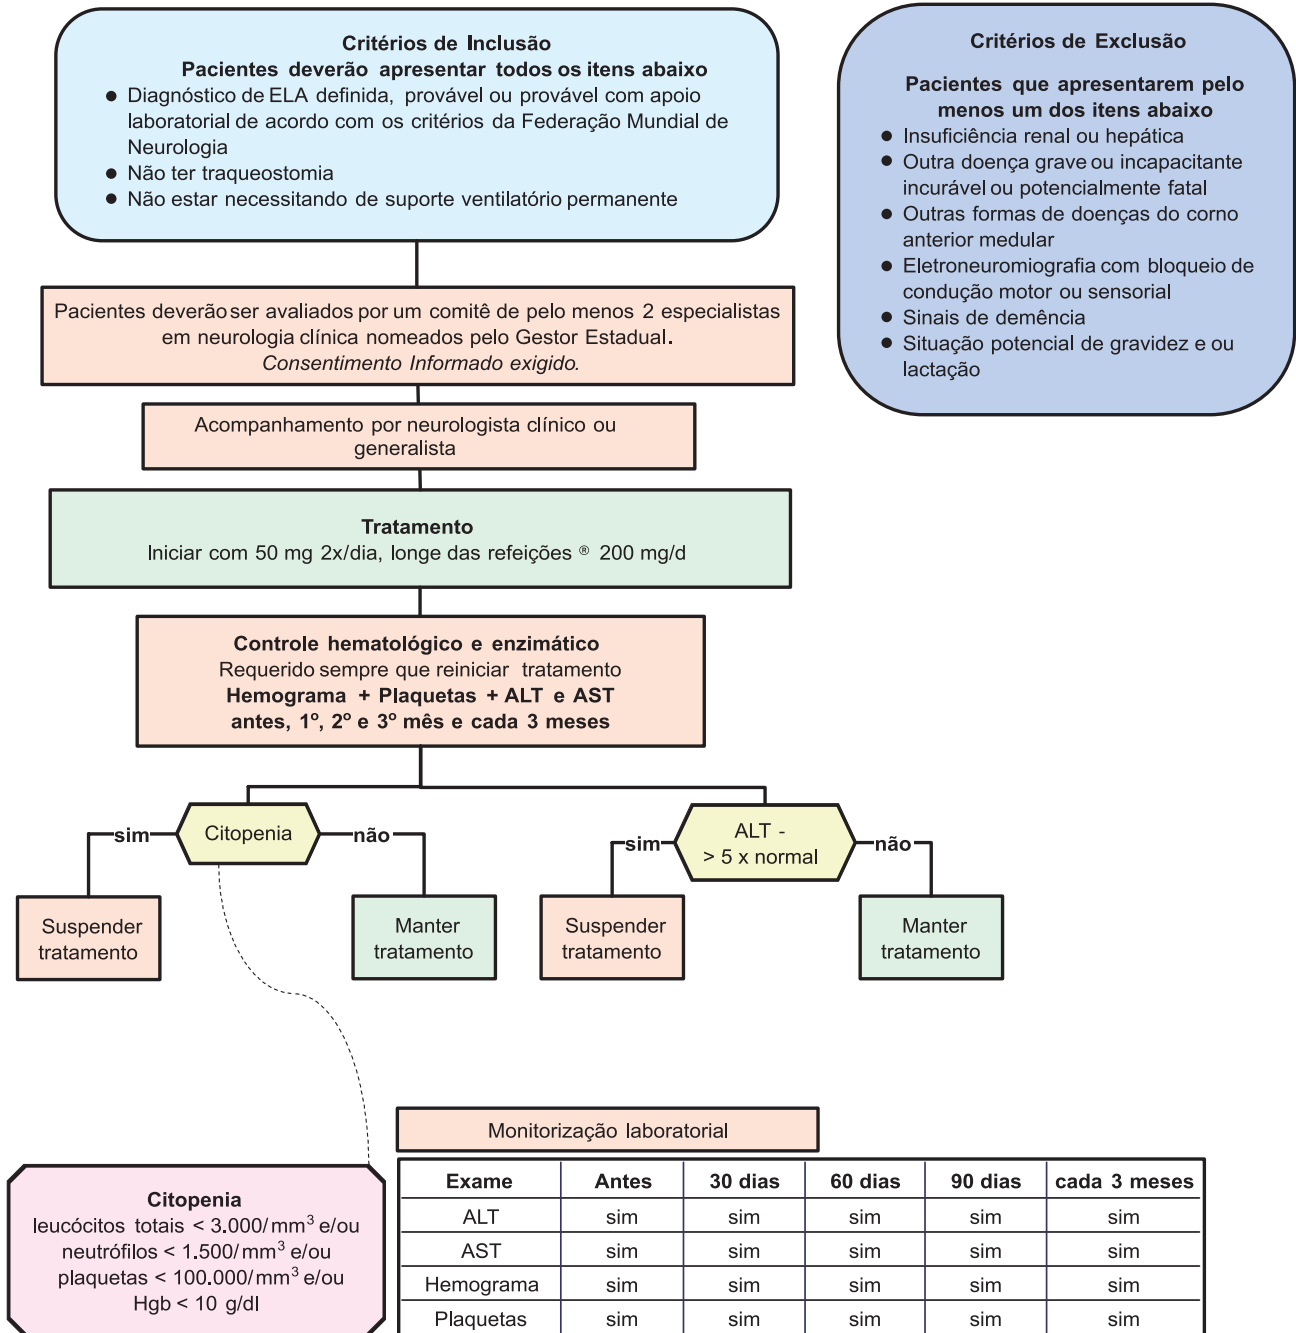 Critérios de Inclusão
Pacientes deverão apresentar todos os itens abaixo
● Diagnóstico de ELA definida, provável ou provável com apoio
laboratorial de acordo com os critérios da Federação Mundial de
Neurologia
● Não ter traqueostomia
● Não estar necessitando de suporte ventilatório permanente
Critérios de Exclusão
Pacientes que apresentarem pelo
menos um dos itens abaixo
● Insuficiência renal ou hepática
● Outra doença grave ou incapacitante
incurável ou potencialmente fatal
● Outras formas de doenças do corno
anterior medular
● Eletroneuromiografia com bloqueio de
condução motor ou sensorial
● Sinais de demência
● Situação potencial de gravidez e ou
lactação
Pacientes deverão ser avaliados por um comitê de pelo menos 2 especialistas
em neurologia clínica nomeados pelo Gestor Estadual.
Consentimento Informado exigido.
Acompanhamento por neurologista clínico ou
generalista
Tratamento
Iniciar com 50 mg 2x/dia, longe das refeições ® 200 mg/d
Controle hematológico e enzimático
Requerido sempre que reiniciar tratamento
Hemograma + Plaquetas + ALT e AST
antes, 1º, 2º e 3º mês e cada 3 meses
sim
Citopenia
não
sim
ALT -
> 5 x normal
não
Suspender
tratamento
Manter
tratamento
Suspender
tratamento
Manter
tratamento
Citopenia
leucócitos totais < 3.000/mm³ e/ou
neutrófilos < 1.500/mm³ e/ou
plaquetas < 100.000/mm³ e/ou
Hgb < 10 g/dl
Monitorização laboratorial
Exame Antes 30 dias 60 dias 90 dias cada 3 meses
ALT sim sim sim sim sim
AST sim sim sim sim sim
Hemograma sim sim sim sim sim
Plaquetas sim sim sim sim sim